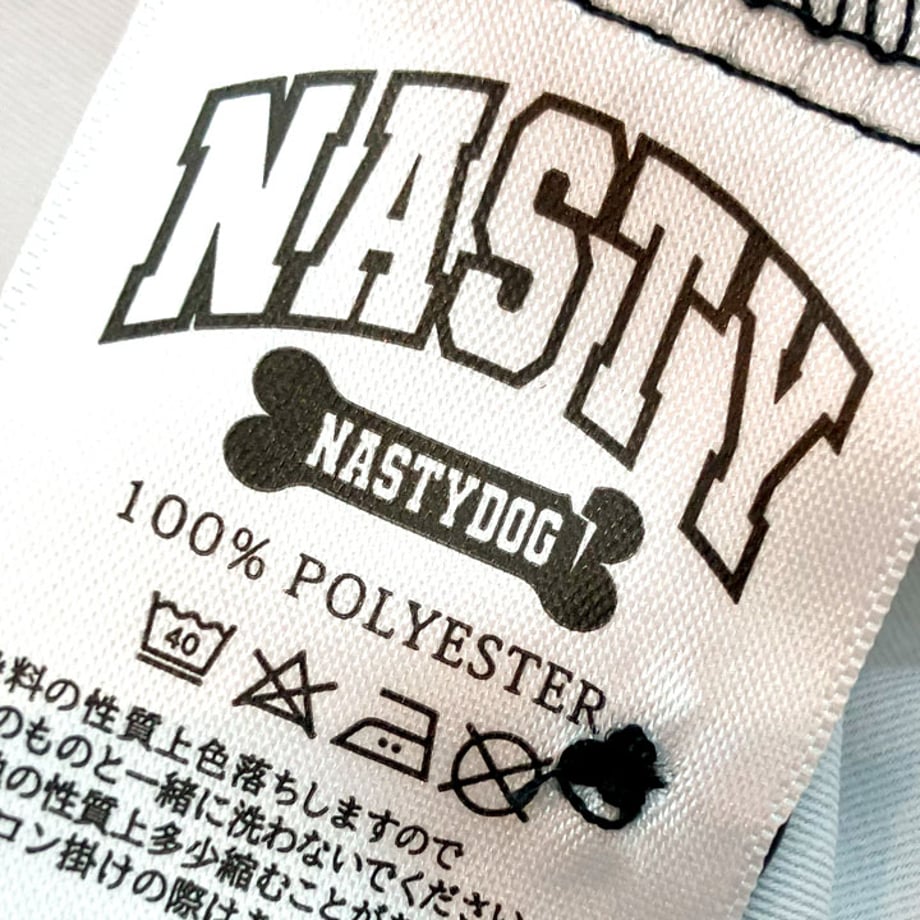 NASTY
NASTYDOG
100% POLYESTER
40
料の性質上色落ちしますので
のものと一緒に洗わないでください
の性質上多少縮むことが
コン掛けの際は